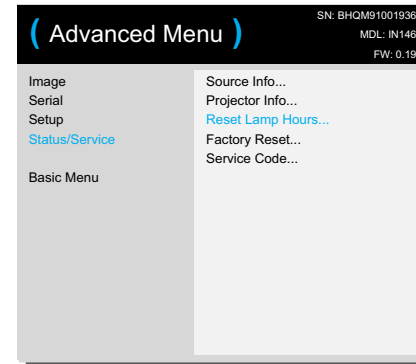 ( Advanced Menu )
SN: BHQM91001936
MDL: IN146
FW: 0.19
Image
Serial
Setup
Status/Service
Basic Menu
Source Info...
Projector Info...
Reset Lamp Hours...
Factory Reset...
Service Code...